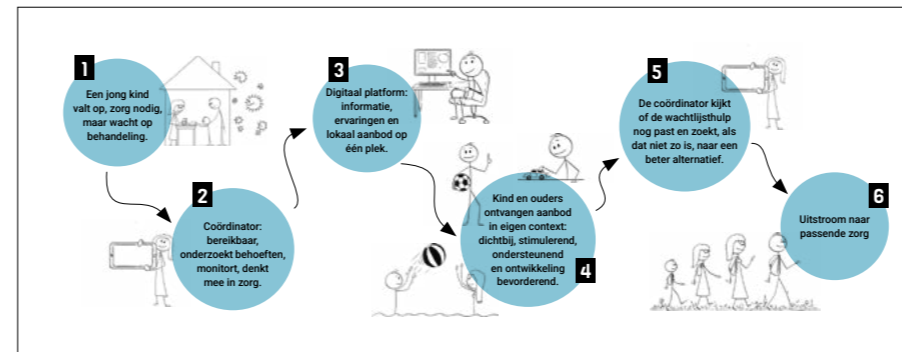 1
Een jong kind
valt op, zorg nodig,
maar wacht op
behandeling.
2
Coördinator:
bereikbaar,
onderzoekt behoeften,
monitort, denkt
mee in zorg.
3
Digitaal platform:
informatie,
ervaringen en
lokaal aanbod op
één plek.
Kind en ouders
ontvangen aanbod
in eigen context:
dichtbij, stimulerend,
ondersteunend
en ontwikkeling
bevorderend.
4
5
De coördinator kijkt
of de wachtlijsthulp
nog past en zoekt, als
dat niet zo is, naar een
beter alternatief.
6
Uitstroom naar
passende zorg